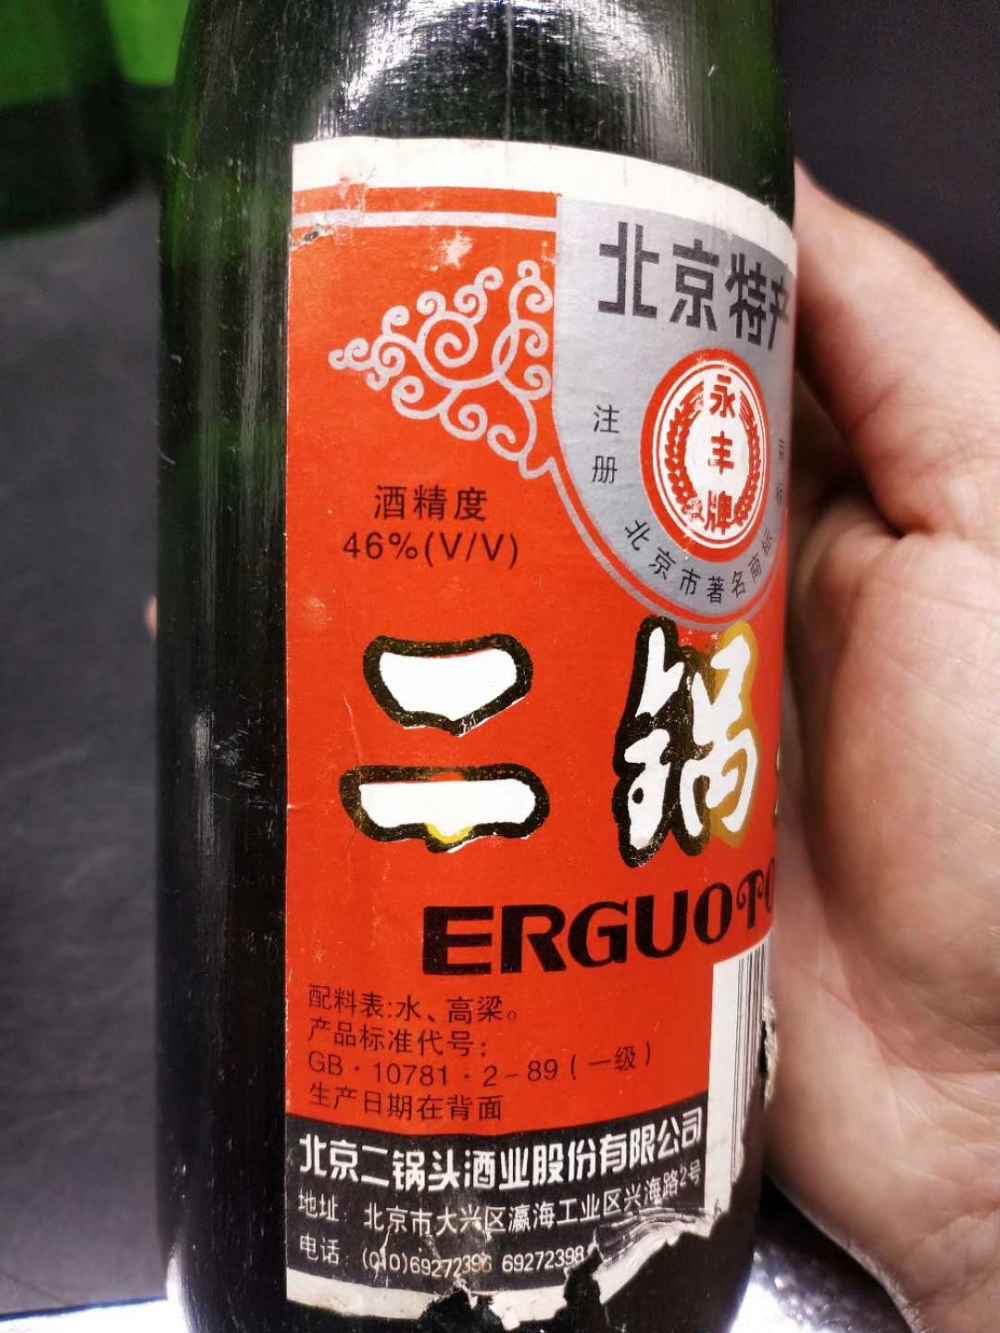 北京特产
永丰牌
注册
北京市著名商标
酒精度
46%(V/V)
二锅
ERGUOTO
配料表:水、高粱。
产品标准代号:
GB·10781·2-89(一级)
生产日期在背面
北京二锅头酒业股份有限公司
地址:北京市大兴区瀛海工业区兴海路2号
电话:(010)69272396 69272398